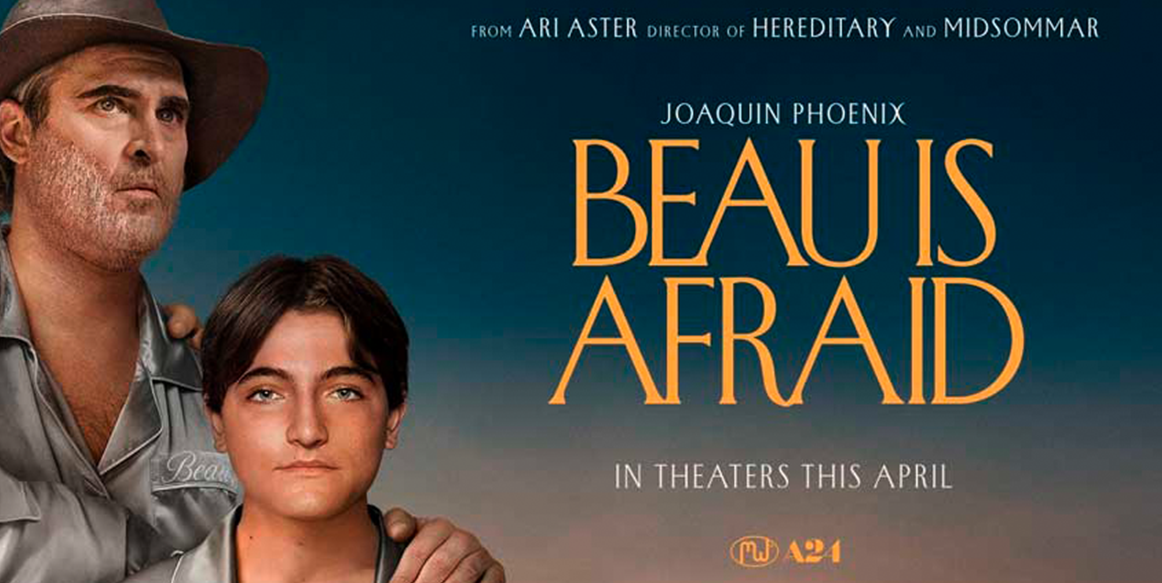 FROM ARI ASTER DIRECTOR OF HEREDITARY AND MIDSOMMAR
JOAQUIN PHOENIX
BEAU IS
AFRAID
Beau
IN THEATERS THIS APRIL
MW A24